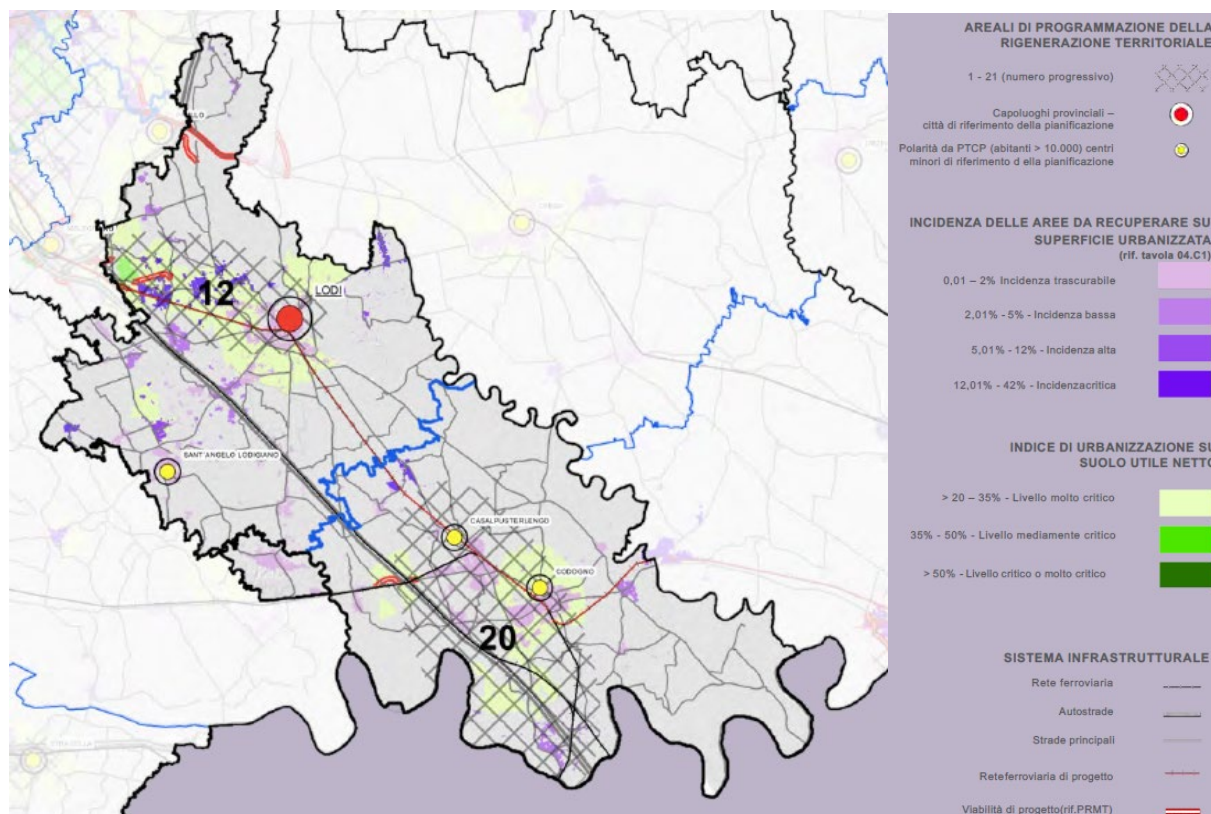 12
LODI
SANT'ANGELO LODIGIANO
CASALPUSTERLENGO
CODOGNO
20
AREALI DI PROGRAMMAZIONE DELLA
RIGENERAZIONE TERRITORIALE
1 - 21 (numero progressivo)
Capoluoghi provinciali –
città di riferimento della pianificazione
Polarità da PTCP (abitanti > 10.000) centri
minori di riferimento d ella pianificazione
INCIDENZA DELLE AREE DA RECUPERARE SU
SUPERFICIE URBANIZZATA
(rif. tavola 04.C1)
0,01 – 2% Incidenza trascurabile
2,01% - 5% - Incidenza bassa
5,01% - 12% - Incidenza alta
12,01% - 42% - Incidenzacritica
INDICE DI URBANIZZAZIONE SU
SUOLO UTILE NETTO
> 20 – 35% - Livello molto critico
35% - 50% - Livello mediamente critico
> 50% - Livello critico o molto critico
SISTEMA INFRASTRUTTURALE
Rete ferroviaria
Autostrade
Strade principali
Reteferroviaria di progetto
Viabilità di progetto(rif.PRMT)